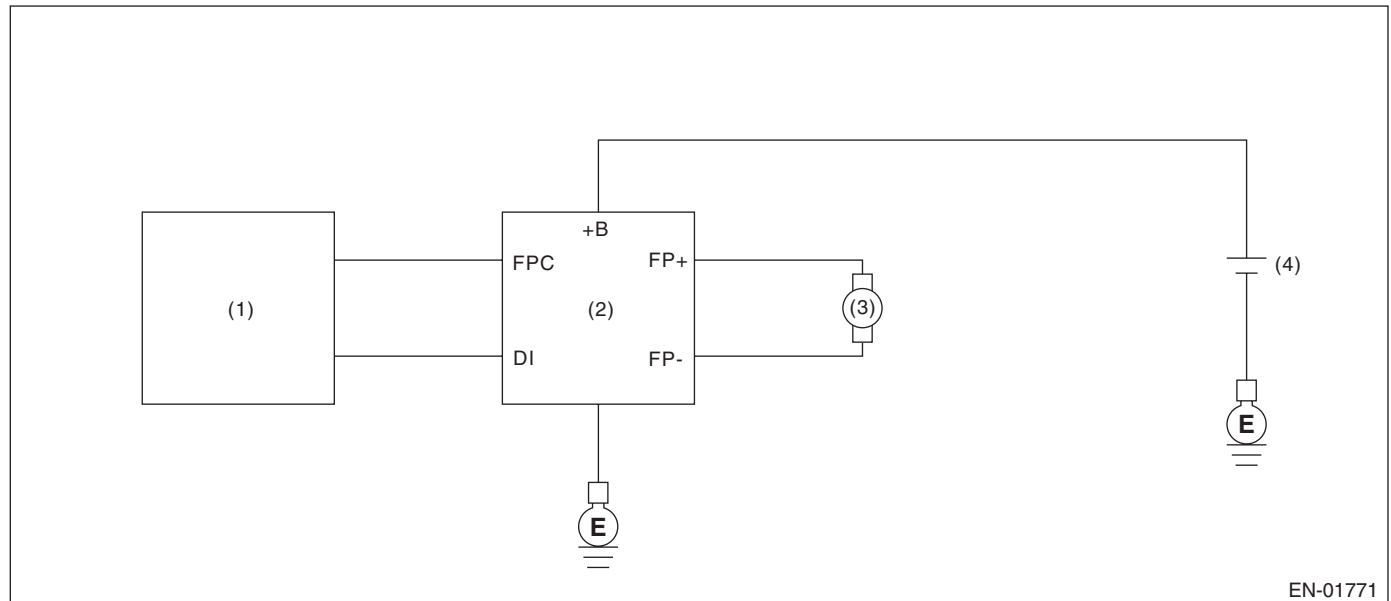 +B
FPC
FP+
(1)
(2)
(3)
(4)
DI
FP-
E
E
EN-01771